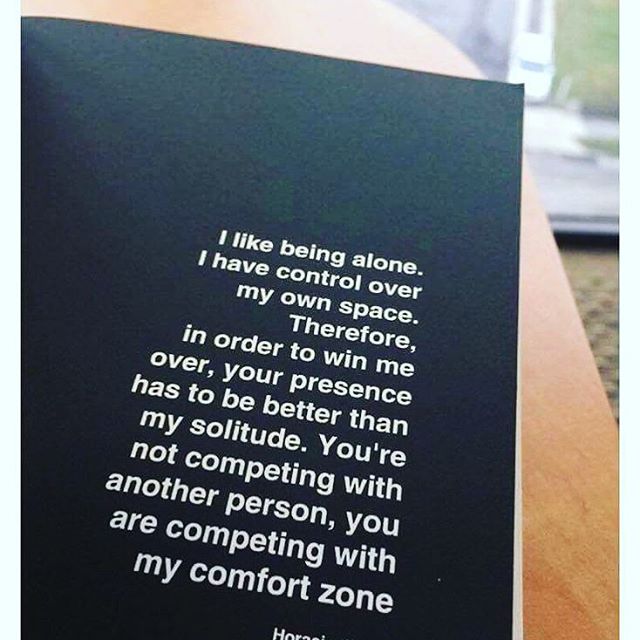 I like being alone.
I have control over
my own space.
Therefore,
in order to win me
over, your presence
has to be better than
my solitude. You're
not competing with
another person, you
are competing with
my comfort zone